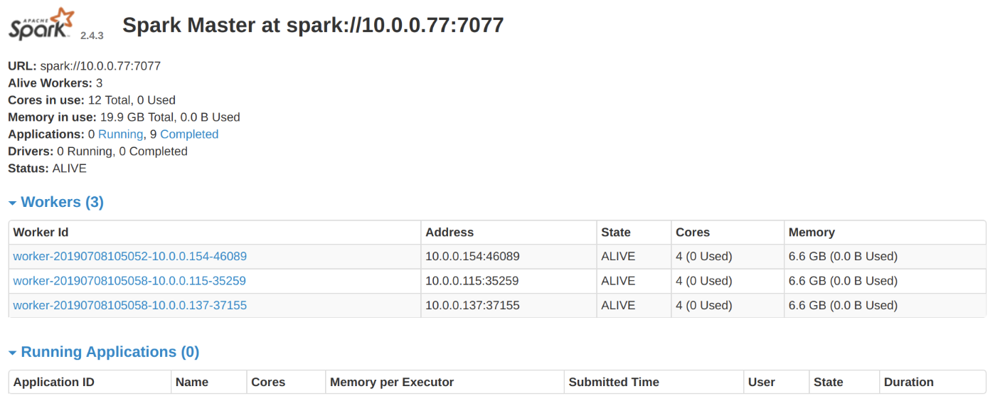 APACHE
Spark 2.4.3 Spark Master at spark://10.0.0.77:7077
URL: spark://10.0.0.77:7077
Alive Workers: 3
Cores in use: 12 Total, 0 Used
Memory in use: 19.9 GB Total, 0.0 B Used
Applications: 0 Running, 9 Completed
Drivers: 0 Running, 0 Completed
Status: ALIVE
Workers (3)
Worker Id Address State Cores Memory
worker-20190708105052-10.0.0.154-46089 10.0.0.154:46089 ALIVE 4 (0 Used) 6.6 GB (0.0 B Used)
worker-20190708105058-10.0.0.115-35259 10.0.0.115:35259 ALIVE 4 (0 Used) 6.6 GB (0.0 B Used)
worker-20190708105058-10.0.0.137-37155 10.0.0.137:37155 ALIVE 4 (0 Used) 6.6 GB (0.0 B Used)
Running Applications (0)
Application ID Name Cores Memory per Executor Submitted Time User State Duration